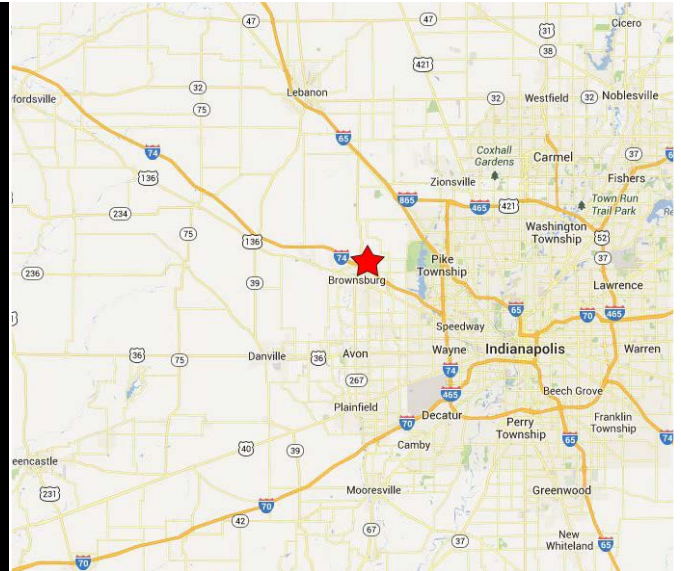 47
47
31
Cicero
38
421
32
Lebanon
32
Westfield
32
Noblesville
fordsville
75
65
Coxhall
Gardens
Carmel
37
74
136
Zionsville
Fishers
865
465
421
Town Run
Trail Park
234
75
136
Washington
Township
52
74
Pike
Township
37
236
39
Brownsburg
Lawrence
65
70
465
Speedway
36
75
Danville
36
Avon
Wayne
Indianapolis
Warren
74
267
465
Beech Grove
Plainfield
70
Decatur
Perry
Township
Franklin
Township
65
74
40
39
Camby
eencastle
231
Mooresville
Greenwood
70
42
67
37
New
Whiteland
65
70